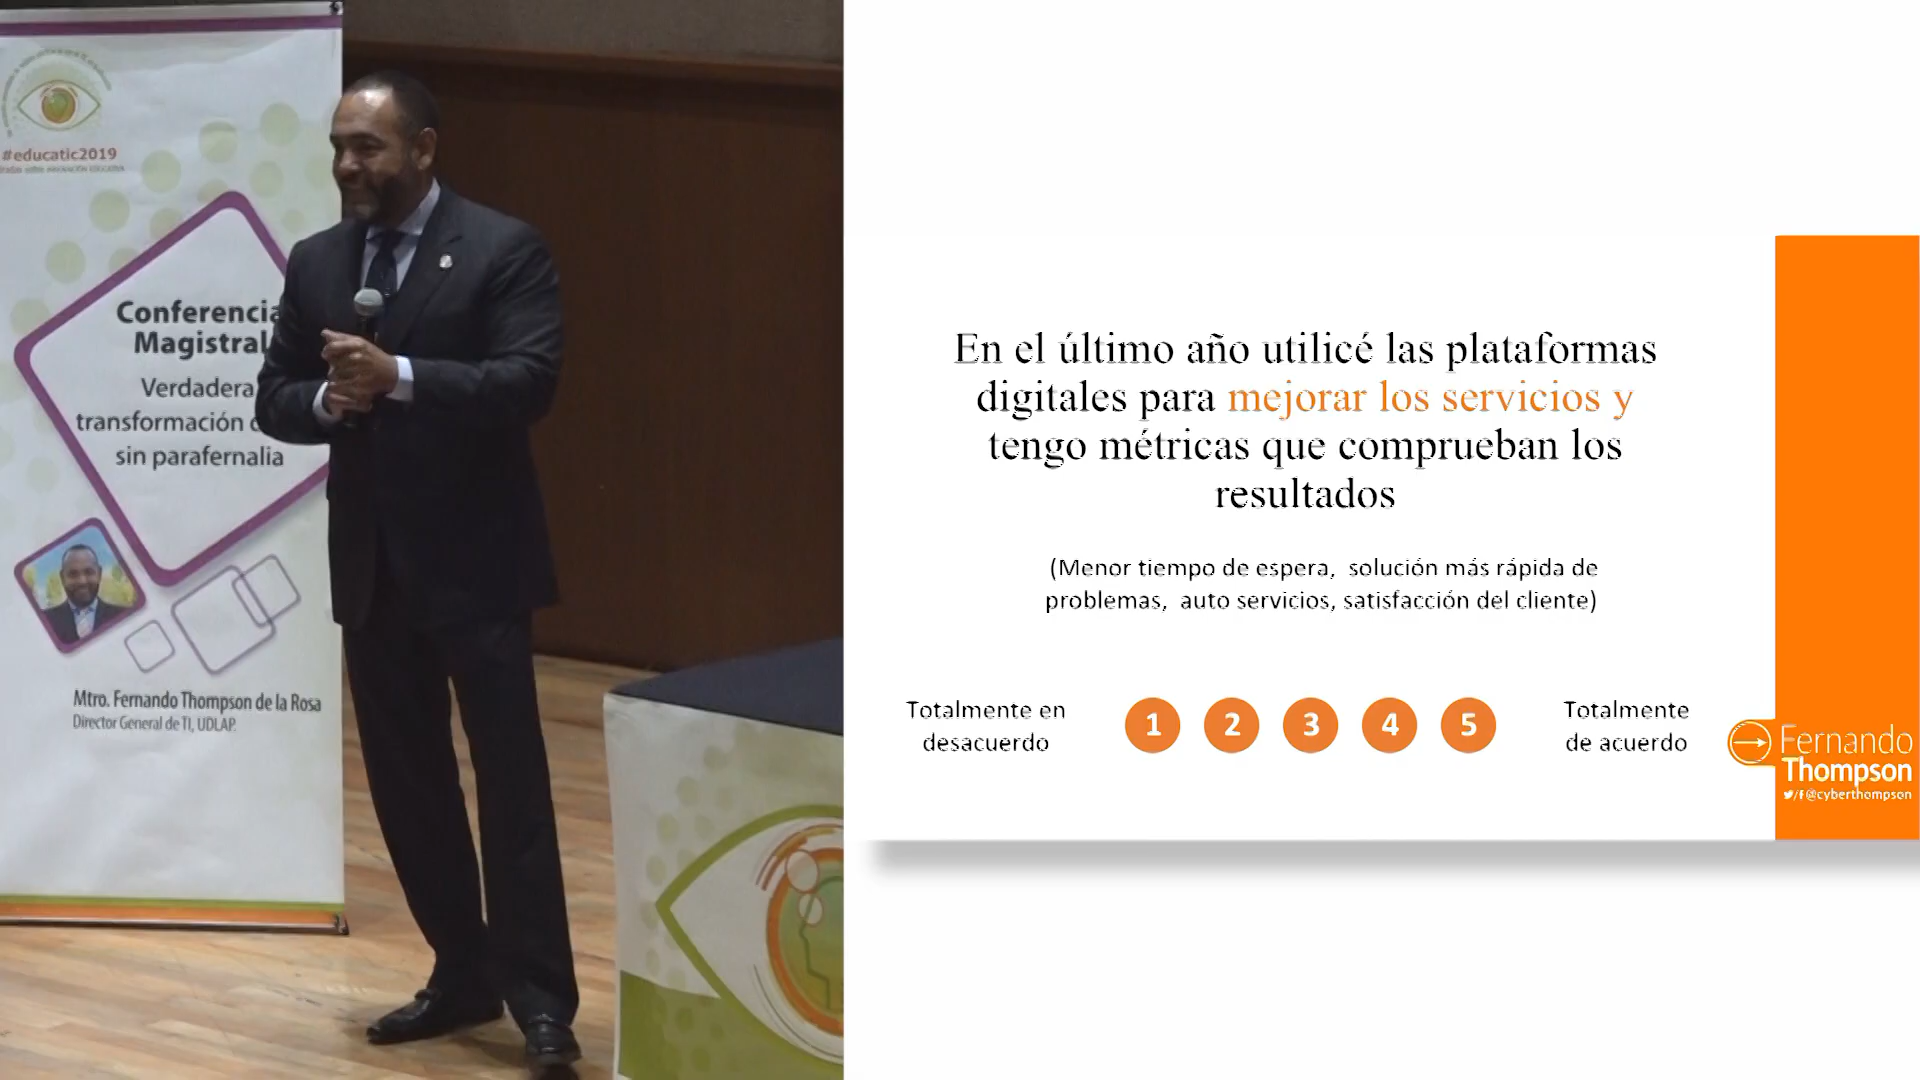 #educatic2019
Conferencia
Magistral
Verdadera
transformación
sin parafernalia
Mtro. Fernando Thompson de la Rosa
Director General de TI, UDLAP.
En el último año utilicé las plataformas
digitales para mejorar los servicios y
tengo métricas que comprueban los
resultados
(Menor tiempo de espera, solución más rápida de
problemas, auto servicios, satisfacción del cliente)
Totalmente en
desacuerdo
1 2 3 4 5
Totalmente
de acuerdo
Fernando
Thompson
/f@cyberthompson